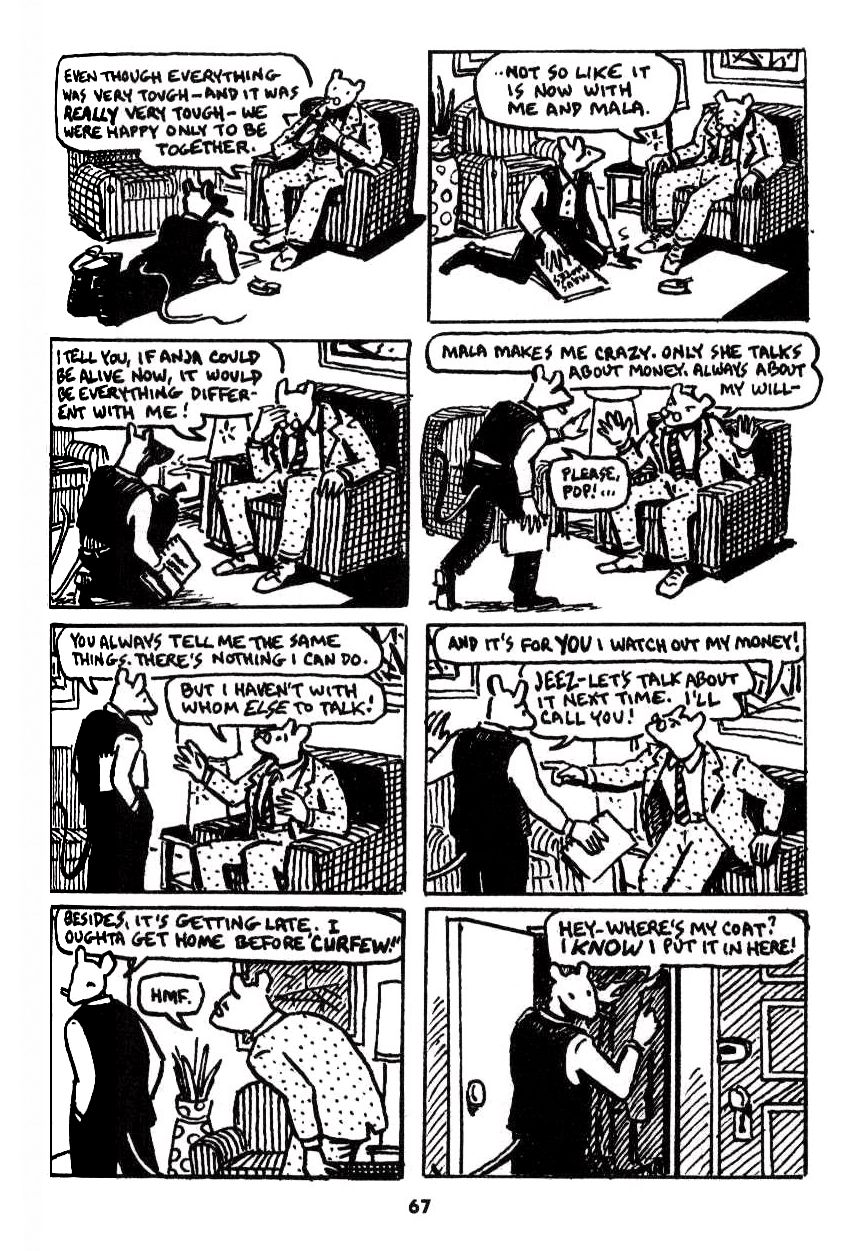 EVEN THOUGH EVERYTHING
WAS VERY TOUGH-AND IT WAS
REALLY VERY TOUGH-WE
WERE HAPPY ONLY TO BE
TOGETHER.
..NOT SO LIKE IT
IS NOW WITH
ME AND MALA.
I TELL YOU, IF ANJA COULD
BE ALIVE NOW, IT WOULD
BE EVERYTHING DIFFER-
ENT WITH ME!
MALA MAKES ME CRAZY. ONLY SHE TALKS
ABOUT MONEY. ALWAYS ABOUT
MY WILL-
PLEASE,
POP!...
YOU ALWAYS TELL ME THE SAME
THINGS. THERE'S NOTHING I CAN DO.
BUT I HAVEN'T WITH
WHOM ELSE TO TALK!
AND IT'S FOR YOU I WATCH OUT MY MONEY!
JEEZ-LET'S TALK ABOUT
IT NEXT TIME. I'LL
CALL YOU!
BESIDES, IT'S GETTING LATE. I
OUGHTA GET HOME BEFORE "CURFEW!"
HMF.
HEY-WHERE'S MY COAT?
I KNOW I PUT IT IN HERE!
67